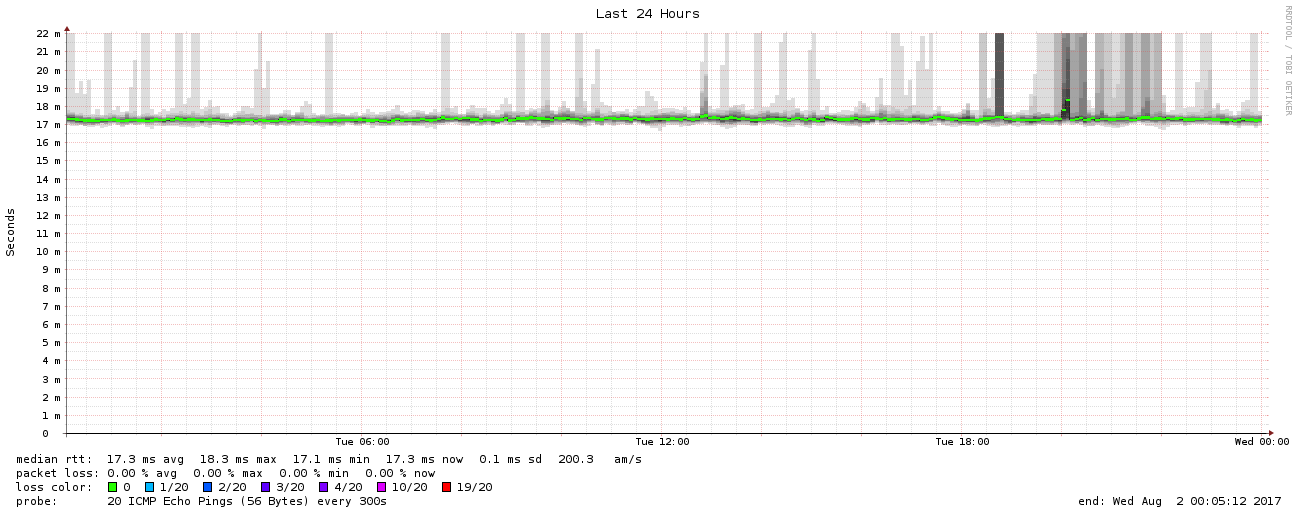 Last 24 Hours
RRDTOOL / TOBI OETIKER
Seconds
22 m
21 m
20 m
19 m
18 m
17 m
16 m
15 m
14 m
13 m
12 m
11 m
10 m
9 m
8 m
7 m
6 m
5 m
4 m
3 m
2 m
1 m
0
Tue 06:00 Tue 12:00 Tue 18:00 Wed 00:00
median rtt: 17.3 ms avg 18.3 ms max 17.1 ms min 17.3 ms now 0.1 ms sd 200.3 am/s
packet loss: 0.00 % avg 0.00 % max 0.00 % min 0.00 % now
loss color: 0 1/20 2/20 3/20 4/20 10/20 19/20
probe: 20 ICMP Echo Pings (56 Bytes) every 300s end: Wed Aug 2 00:05:12 2017